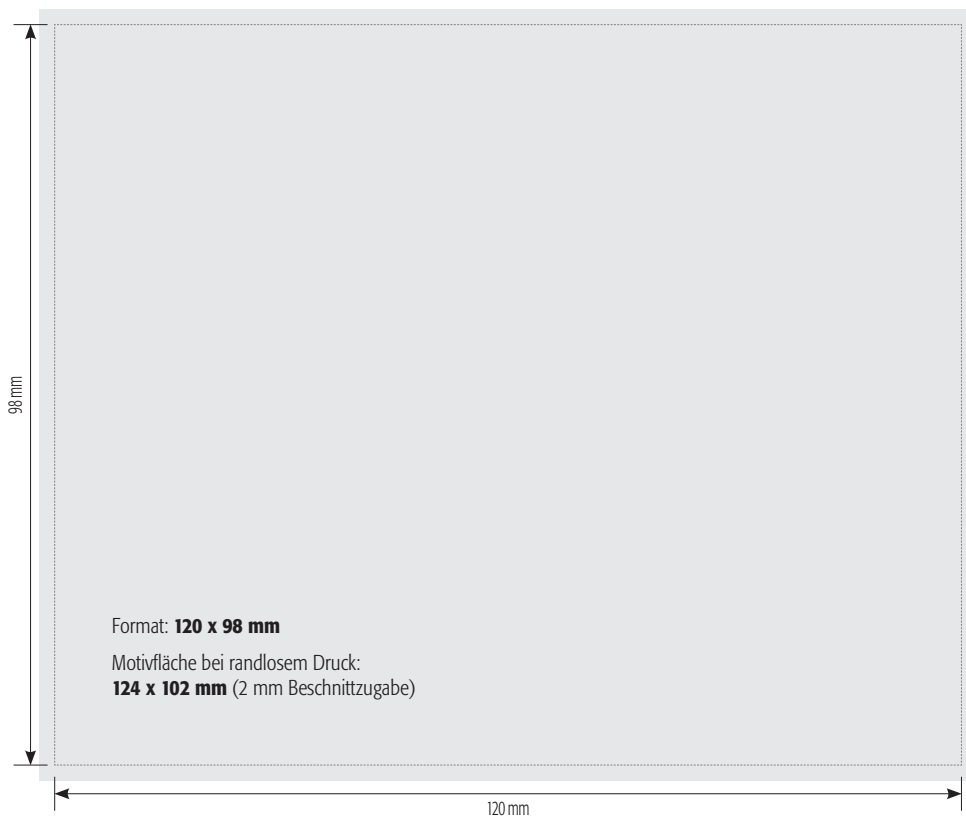 98 mm
Format: 120 x 98 mm
Motivfläche bei randlosem Druck:
124 x 102 mm (2 mm Beschnittzugabe)
120 mm